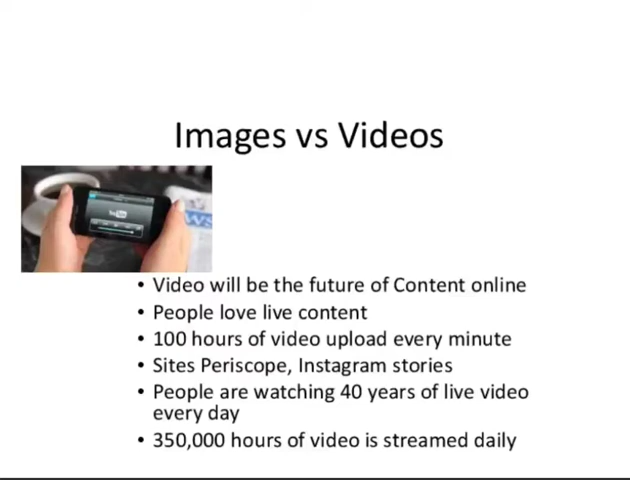 Images vs Videos
YouTube
WS
• Video will be the future of Content online
• People love live content
• 100 hours of video upload every minute
• Sites Periscope, Instagram stories
• People are watching 40 years of live video
every day
• 350,000 hours of video is streamed daily